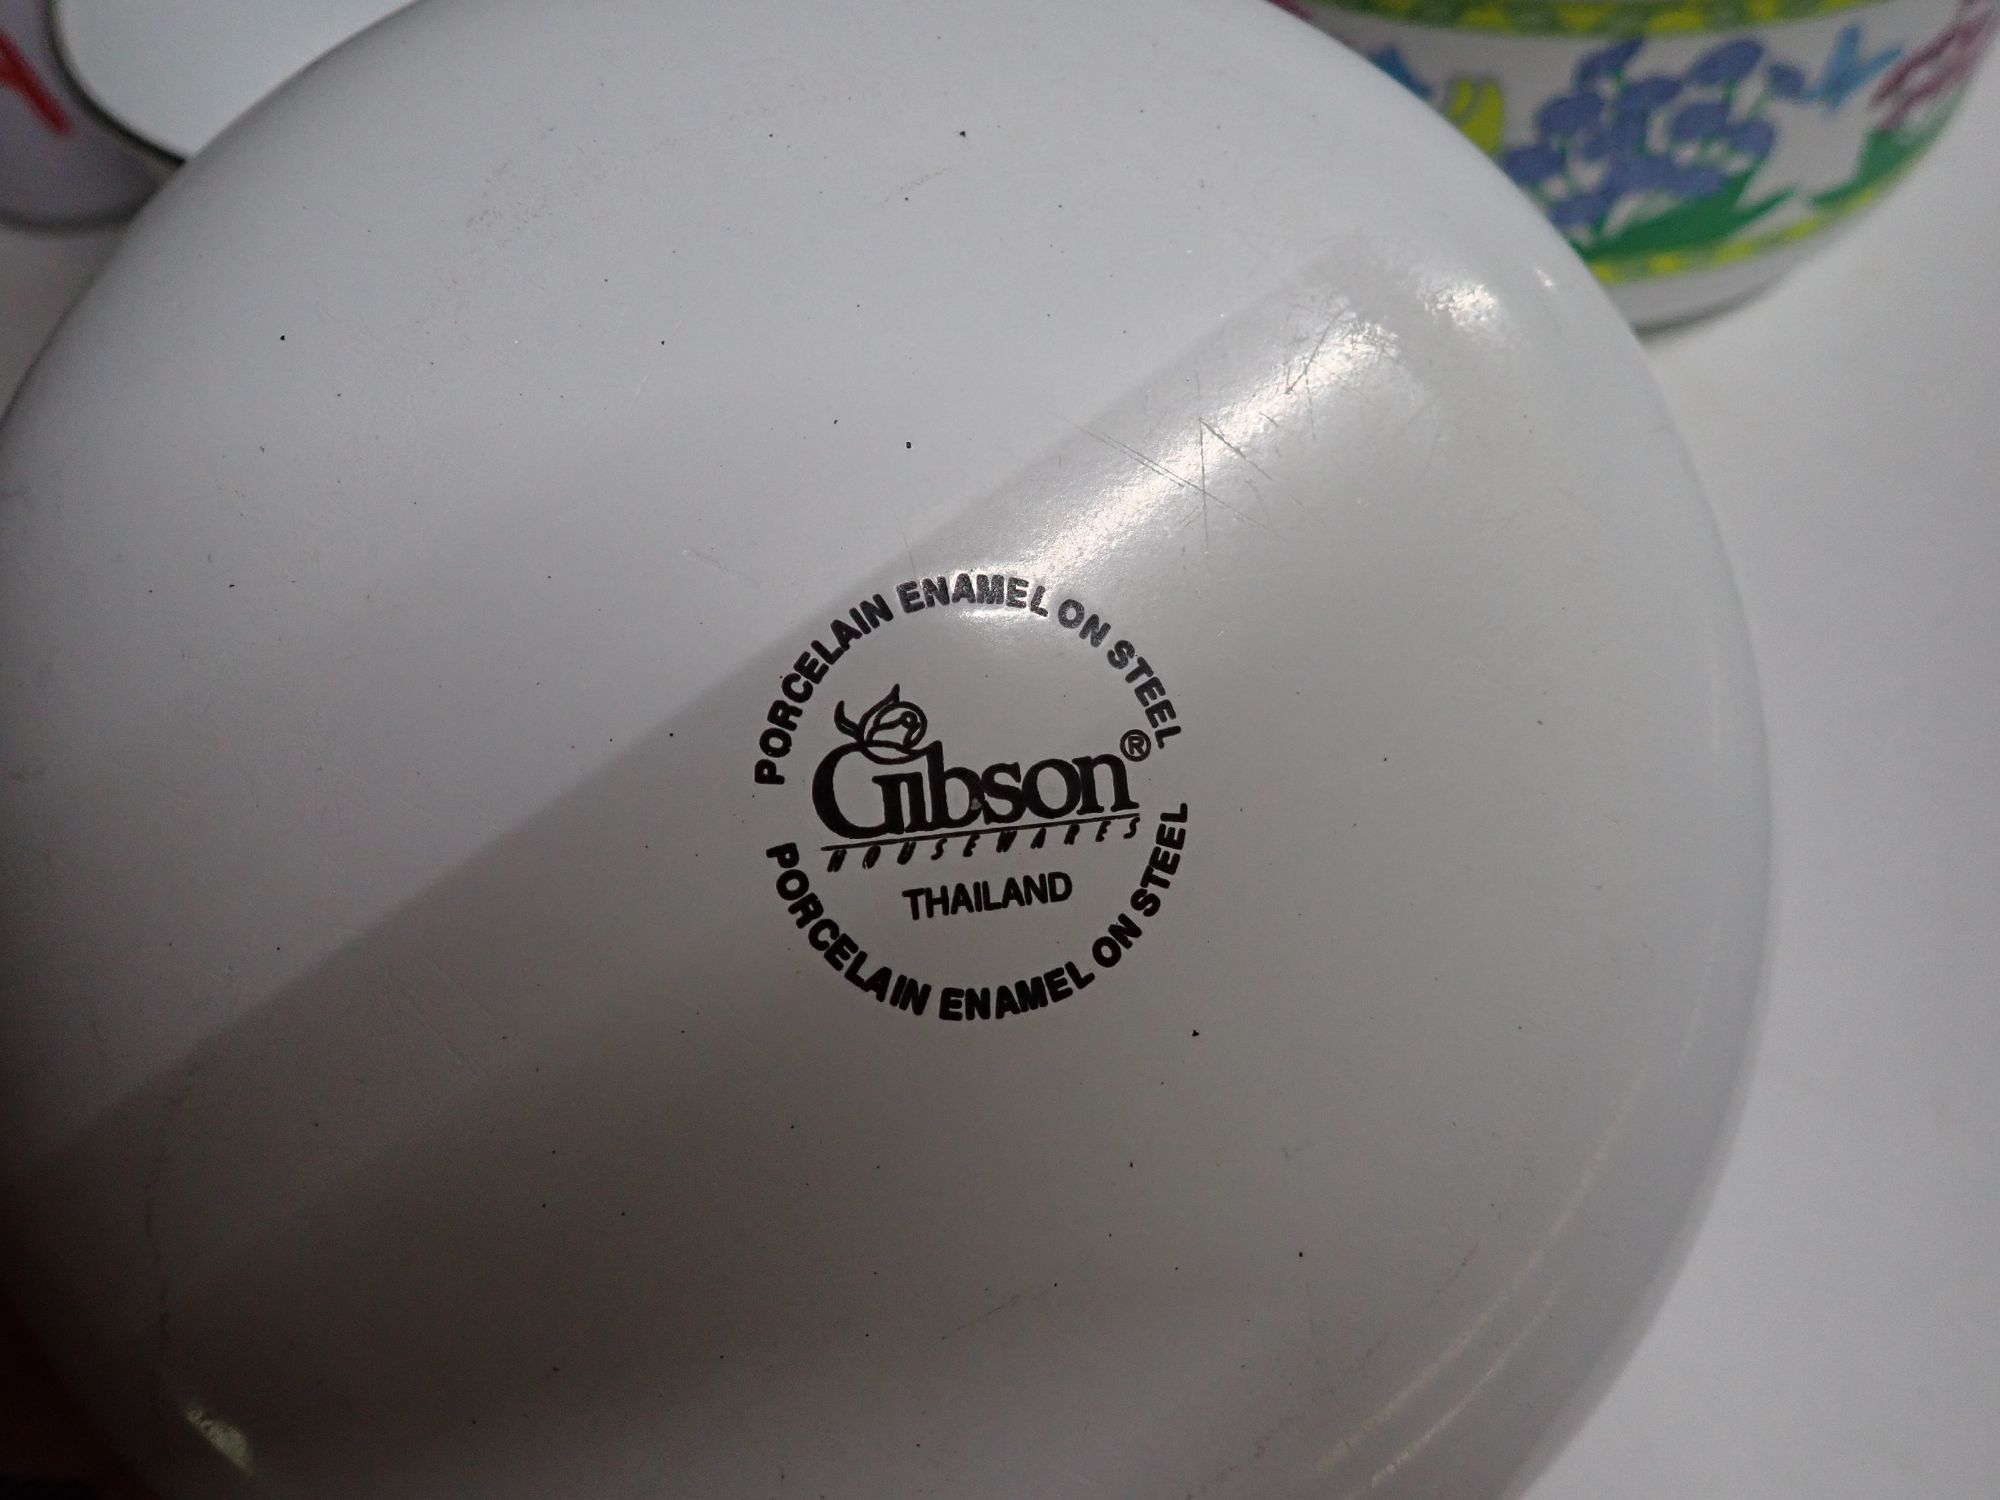 PORCELAIN ENAMEL ON STEEL
Gibson®
HOUSEWARES
THAILAND
PORCELAIN ENAMEL ON STEEL